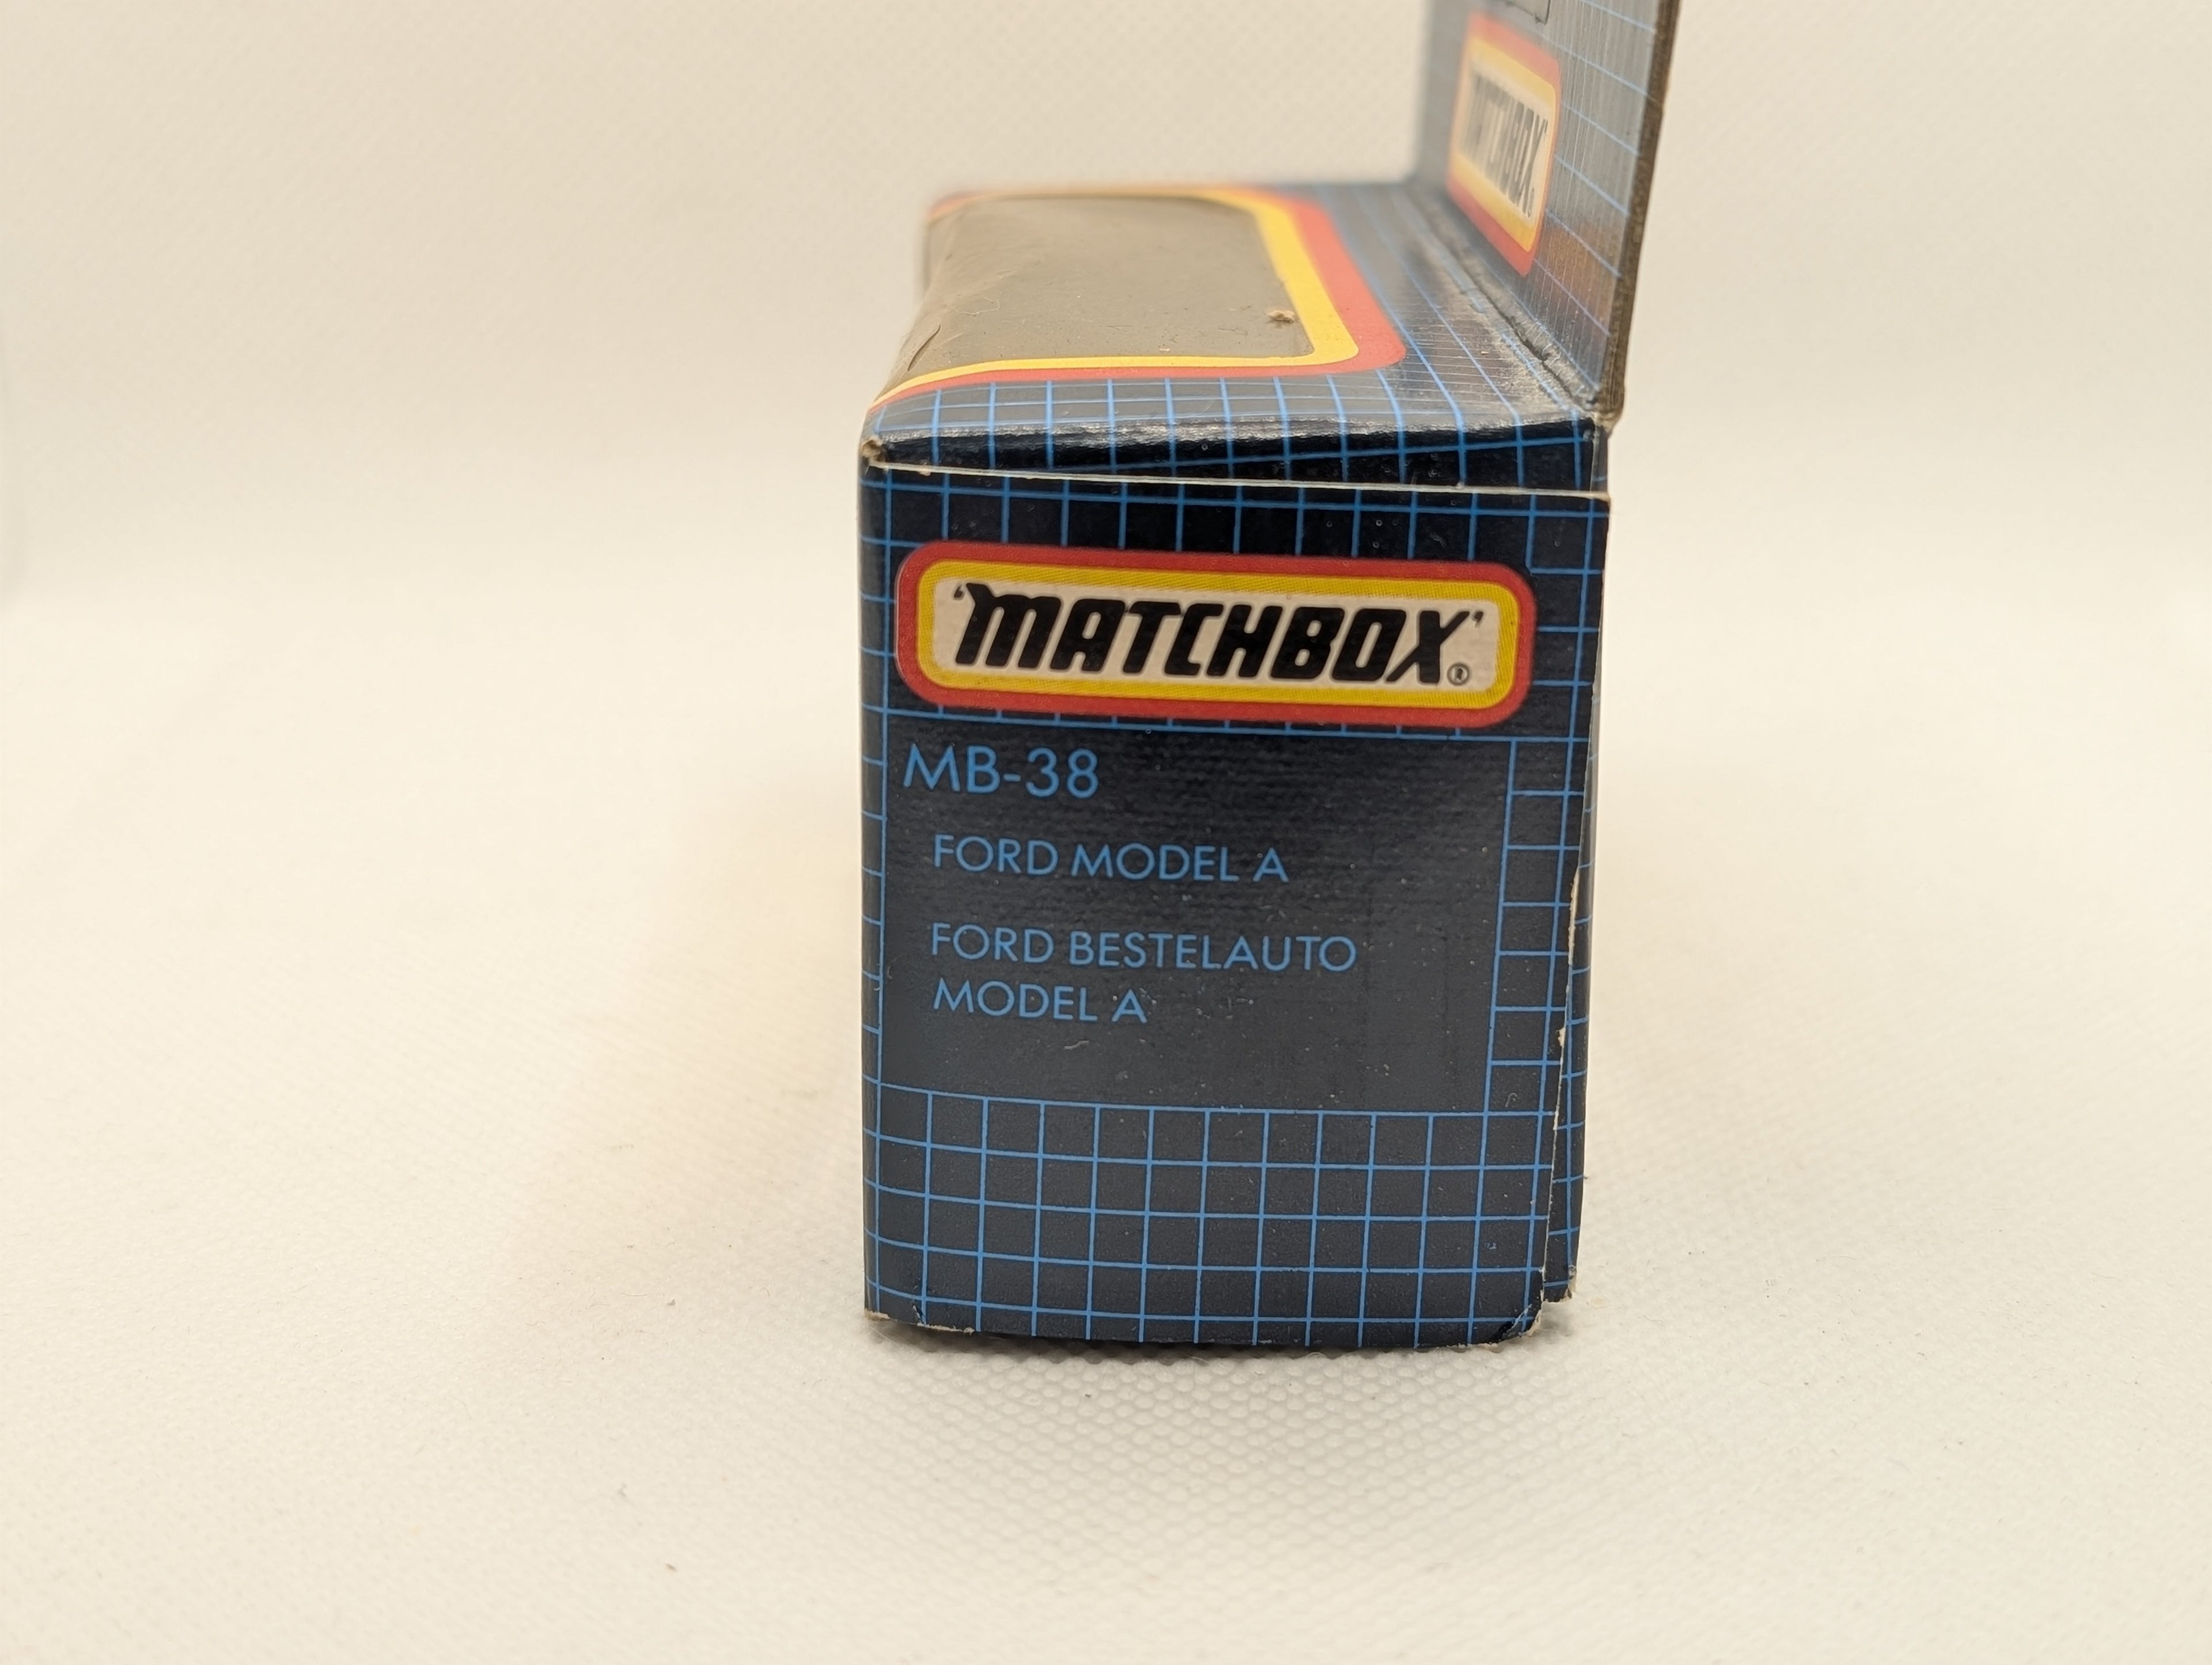 MATCHBOX
'MATCHBOX'®
MB-38
FORD MODEL A
FORD BESTELAUTO
MODEL A